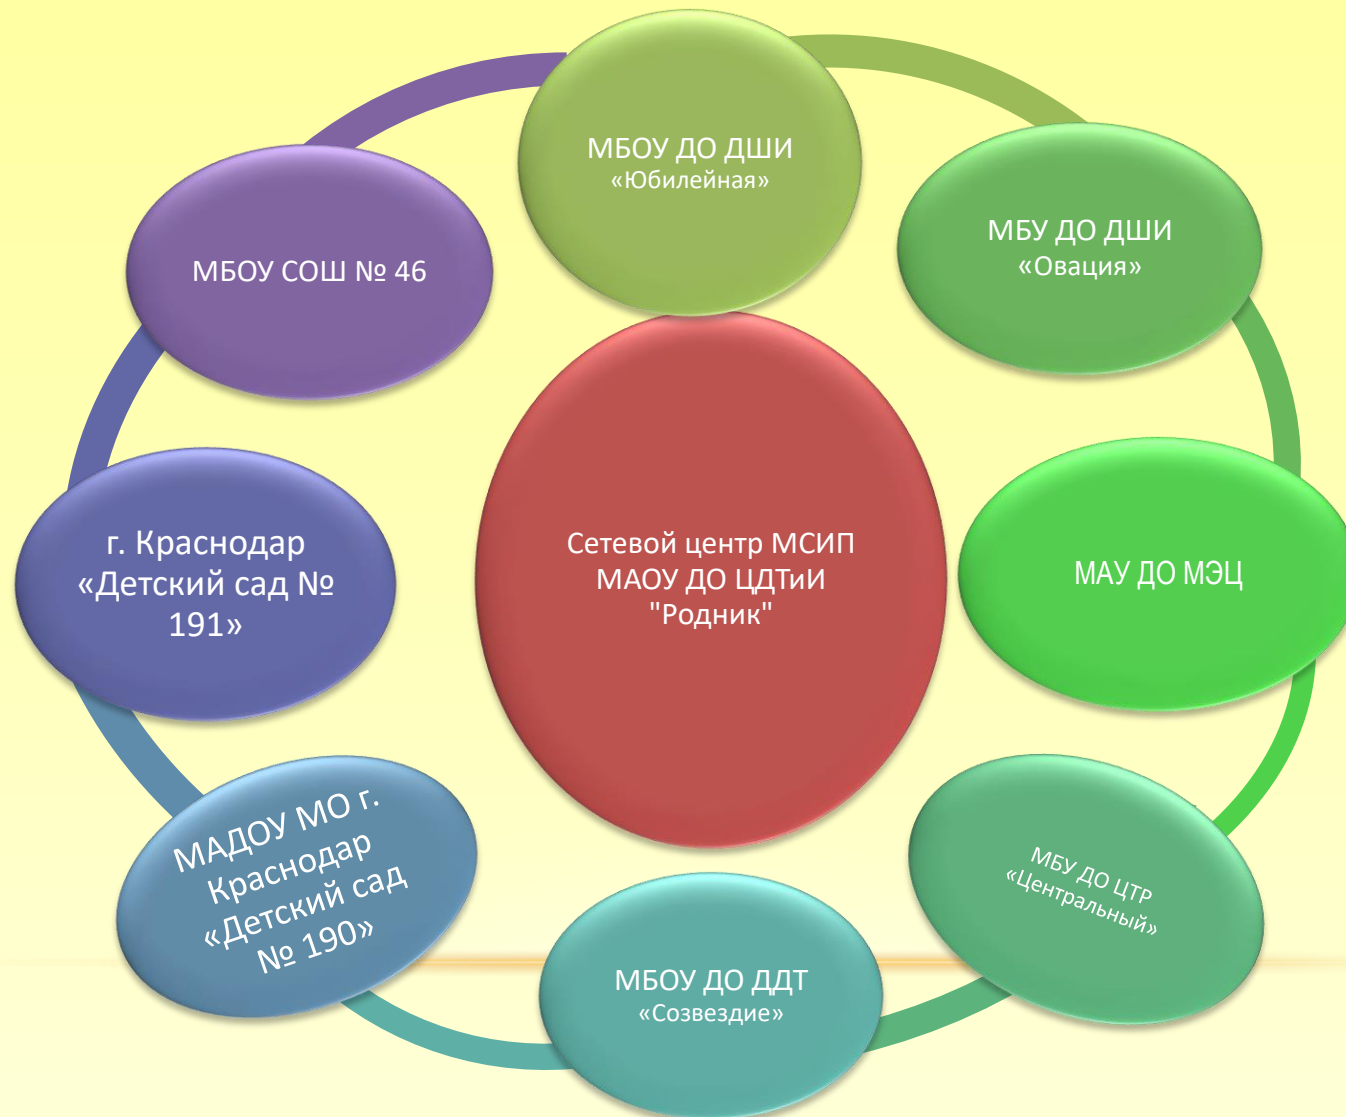 МБОУ ДО ДШИ
«Юбилейная»
МБУ ДО ДШИ
«Овация»
МБОУ СОШ № 46
г. Краснодар
«Детский сад №
191»
Сетевой центр МСИП
МАОУ ДО ЦДТиИ
"Родник"
МАУ ДО МЭЦ
МАДОУ МО г.
Краснодар
«Детский сад
№ 190»
МБУ ДО ЦТР
«Центральный»
МБОУ ДО ДДТ
«Созвездие»